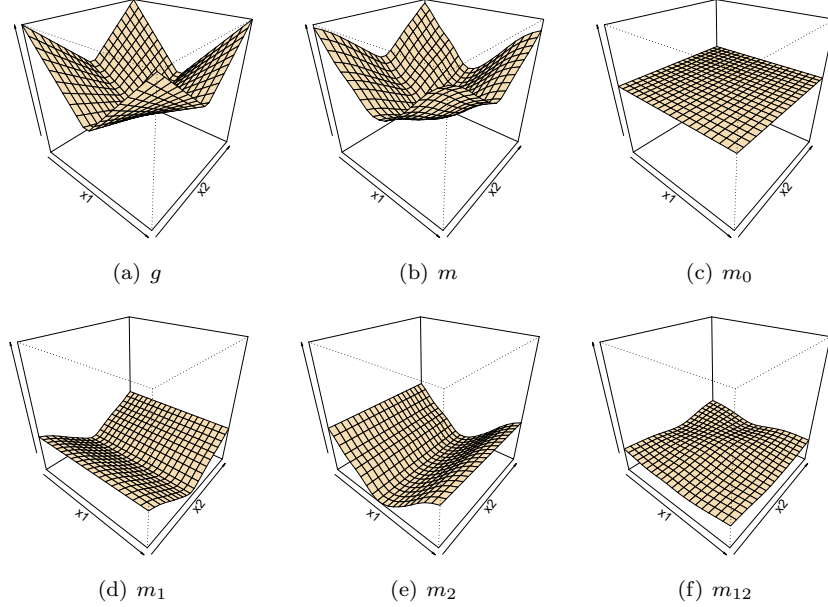 x1
x2
x1
x2
x1
x2
(a) g
(b) m
(c) m₀
x1
x2
x1
x2
x1
x2
(d) m₁
(e) m₂
(f) m₁₂